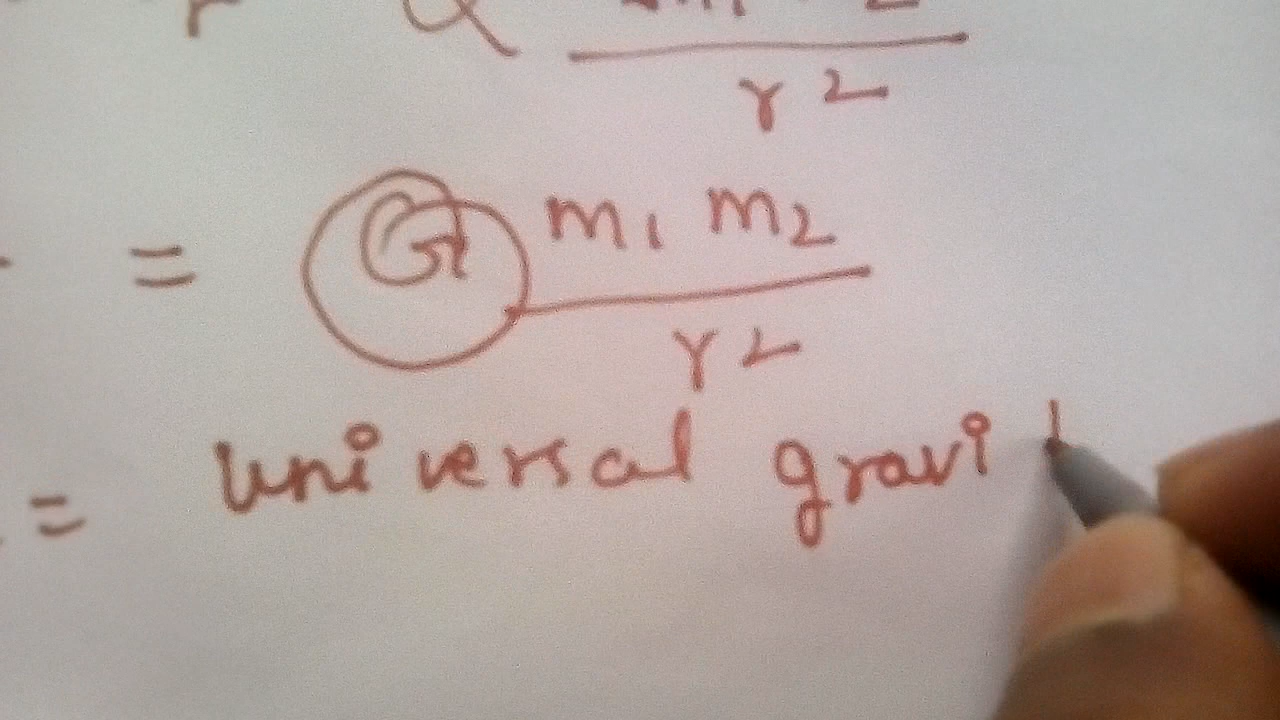 r²
= G m₁ m₂
r²
= universal gravi